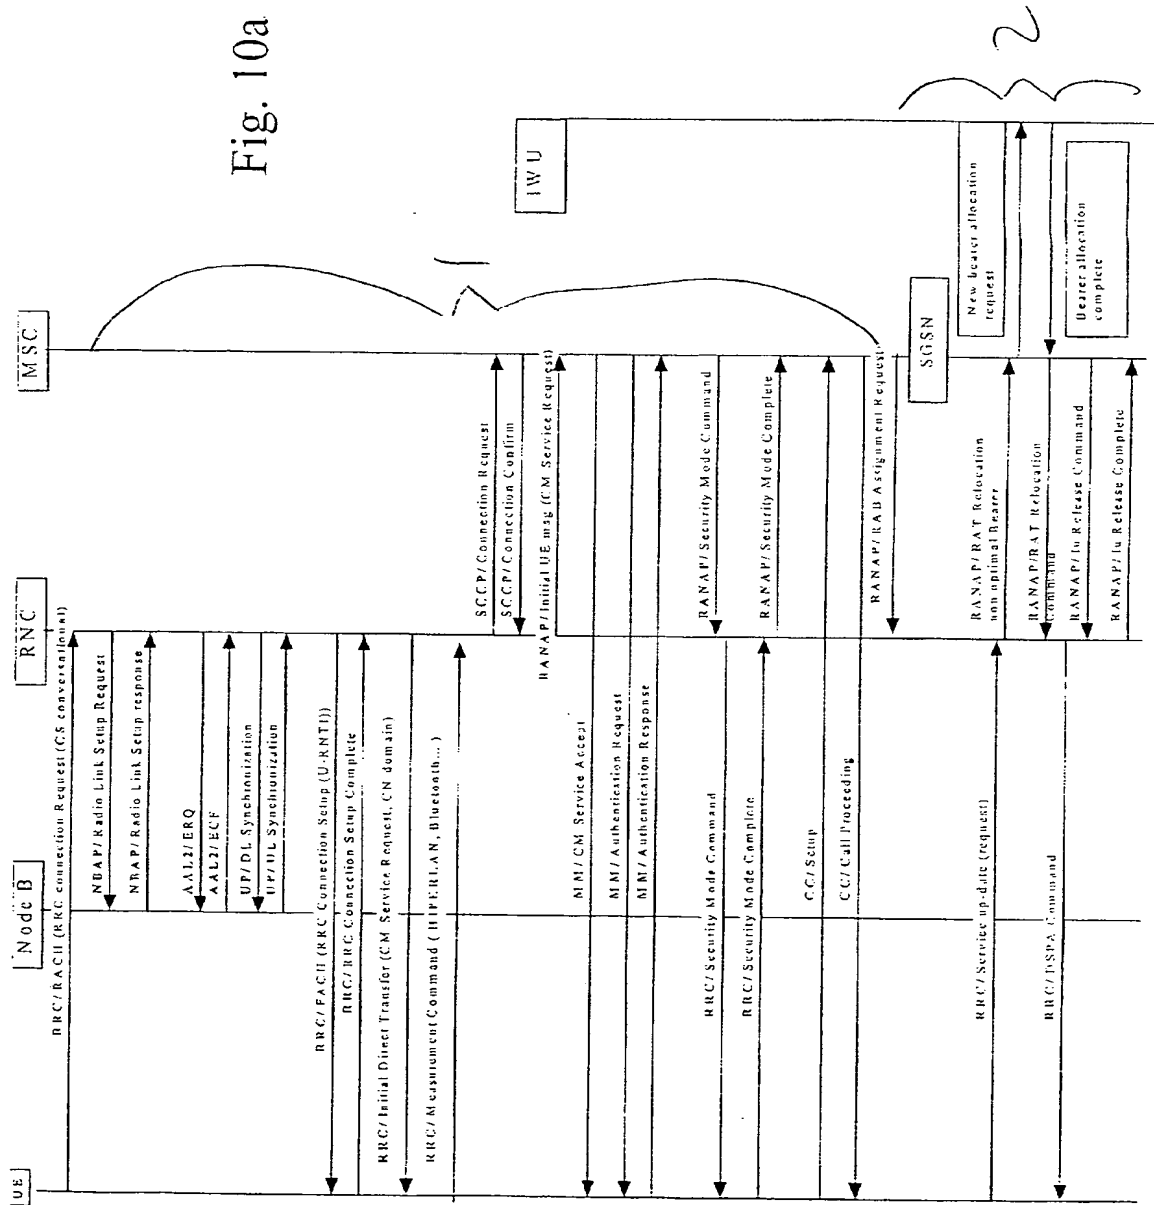 Fig. 10a
UE
Node B
RNC
MSC
SGSN
IWU
1
2
RRC/RACH (RRC connection Request (CS conversational)
NBAP/Radio Link Setup Request
NBAP/Radio Link Setup response
AAL2/ERQ
AAL2/ECF
UP/DL Synchronization
UP/UL Synchronization
RRC/FACH (RRC Connection Setup (U-RNTI))
RRC/RRC Connection Setup Complete
RRC/Initial Direct Transfer (CM Service Request, CN domain)
RRC/Measurement Command (HIPERLAN, Bluetooth...)
SCCP/Connection Request
SCCP/Connection Confirm
RANAP/Initial UE msg (CM Service Request)
MM/CM Service Accept
MM/Authentication Request
MM/Authentication Response
RANAP/Security Mode Command
RRC/Security Mode Command
RRC/Security Mode Complete
RANAP/Security Mode Complete
CC/Setup
CC/Call Proceeding
RANAP/RAB Assignment Request)
New bearer allocation
request
RRC/Service up-date (request)
RANAP/RAT Relocation
non optimal Bearer
RANAP/RAT Relocation
Command
Bearer allocation
complete
RRC/DSPA Command
RANAP/Iu Release Command
RANAP/Iu Release Complete